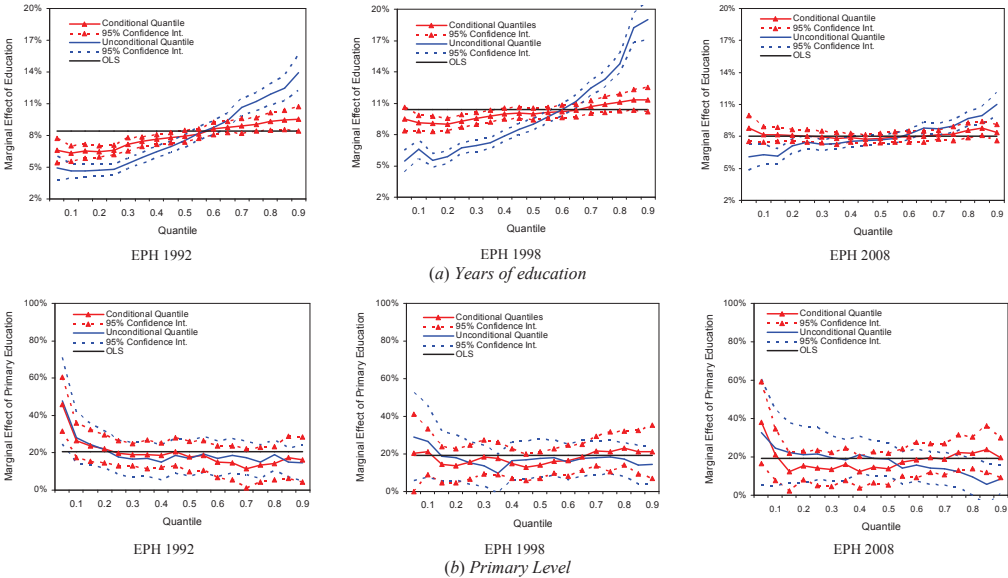 Marginal Effect of Education
20%
17%
14%
11%
8%
5%
2%
Conditional Quantile
95% Confidence Int.
Unconditional Quantile
95% Confidence Int.
OLS
0.1 0.2 0.3 0.4 0.5 0.6 0.7 0.8 0.9
Quantile
EPH 1992
Marginal Effect of Education
20%
17%
14%
11%
8%
5%
2%
Conditional Quantiles
95% Confidence Int.
Unconditional Quantile
95% Confidence Int.
OLS
0.1 0.2 0.3 0.4 0.5 0.6 0.7 0.8 0.9
Quantile
EPH 1998
Marginal Effect of Education
20%
17%
14%
11%
8%
5%
2%
Conditional Quantile
95% Confidence Int.
Unconditional Quantile
95% Confidence Int.
OLS
0.1 0.2 0.3 0.4 0.5 0.6 0.7 0.8 0.9
Quantile
EPH 2008
(a) Years of education
Marginal Effect of Primary Education
100%
80%
60%
40%
20%
0%
Conditional Quantile
95% Confidence Int.
Unconditional Quantile
95% Confidence Int.
OLS
0.1 0.2 0.3 0.4 0.5 0.6 0.7 0.8 0.9
Quantile
EPH 1992
Marginal Effect of Primary Education
100%
80%
60%
40%
20%
0%
Conditional Quantiles
95% Confidence Int.
Unconditional Quantile
95% Confidence Int.
OLS
0.1 0.2 0.3 0.4 0.5 0.6 0.7 0.8 0.9
Quantile
EPH 1998
Marginal Effect of Primary Education
100%
80%
60%
40%
20%
0%
Conditional Quantile
95% Confidence Int.
Unconditional Quantile
95% Confidence Int.
OLS
0.1 0.2 0.3 0.4 0.5 0.6 0.7 0.8 0.9
Quantile
EPH 2008
(b) Primary Level